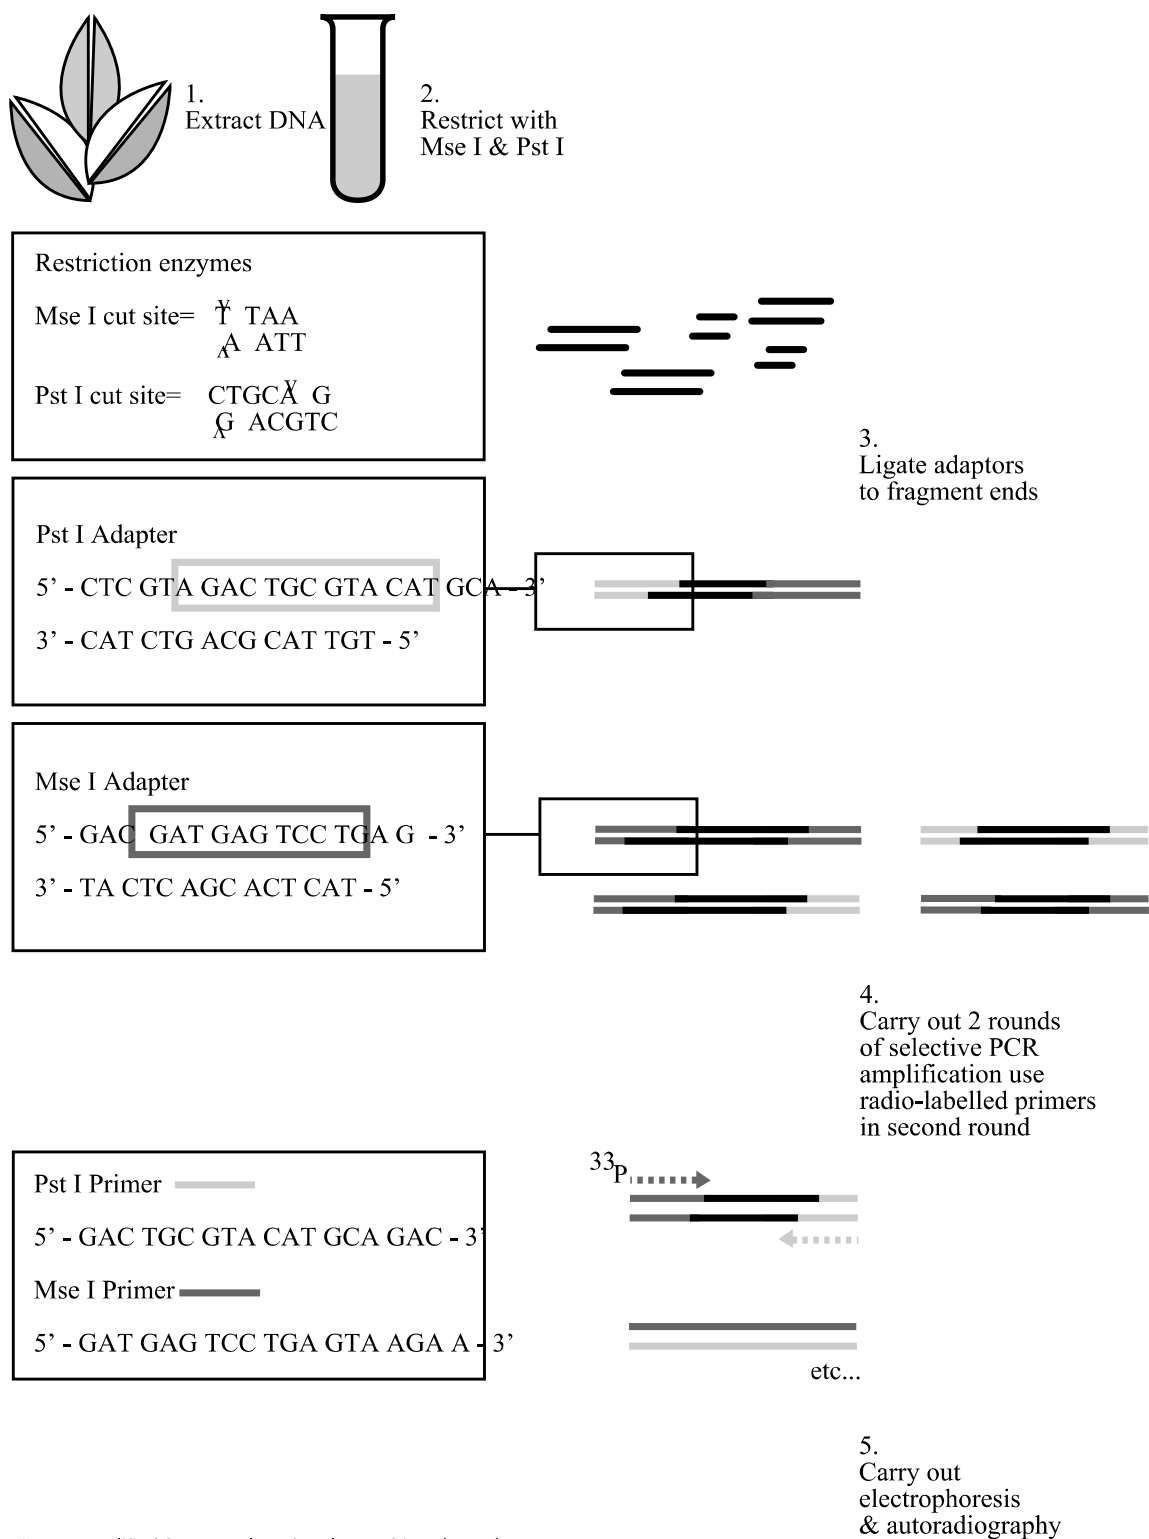 1.
Extract DNA
2.
Restrict with
Mse I & Pst I
Restriction enzymes
Mse I cut site= T TAA
A ATT
Pst I cut site= CTGCA G
G ACGTC
3.
Ligate adaptors
to fragment ends
Pst I Adapter
5’ - CTC GTA GAC TGC GTA CAT GCA - 3’
3’ - CAT CTG ACG CAT TGT - 5’
Mse I Adapter
5’ - GAC GAT GAG TCC TGA G - 3’
3’ - TA CTC AGC ACT CAT - 5’
4.
Carry out 2 rounds
of selective PCR
amplification use
radio-labelled primers
in second round
33P
Pst I Primer
5’ - GAC TGC GTA CAT GCA GAC - 3’
Mse I Primer
5’ - GAT GAG TCC TGA GTA AGA A - 3’
etc...
5.
Carry out
electrophoresis
& autoradiography